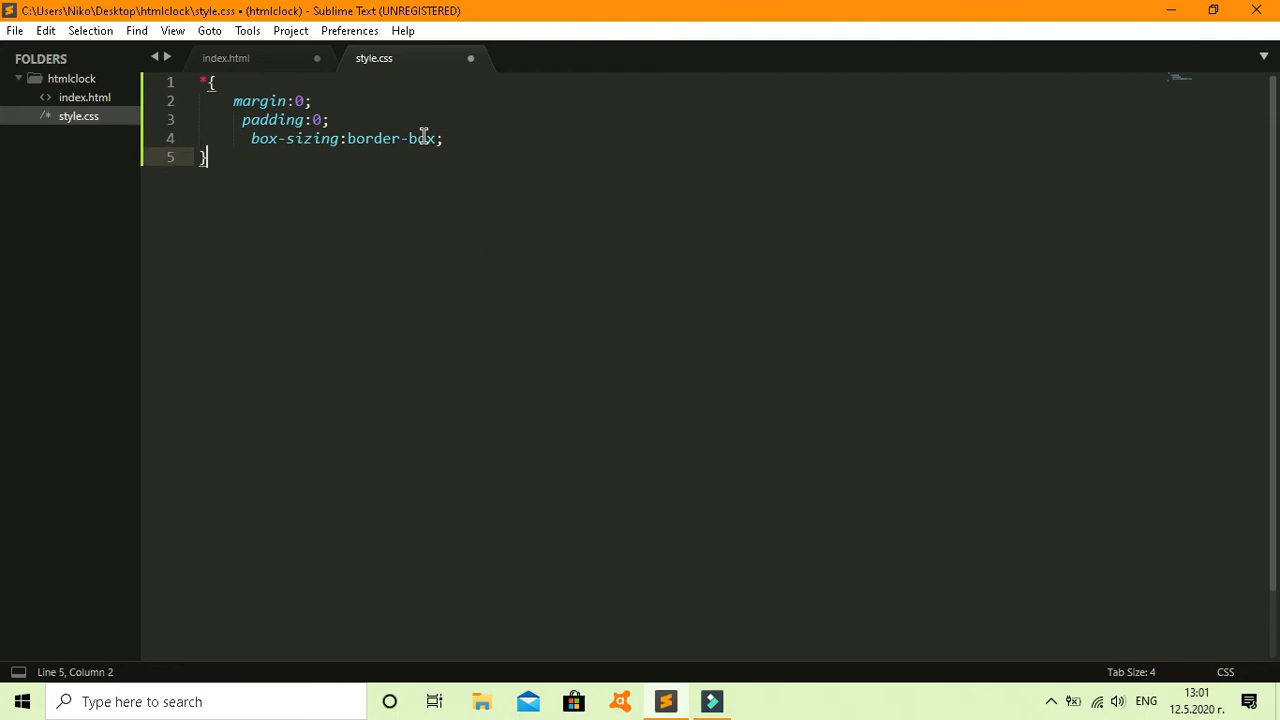 C:\Users\Niko\Desktop\htmlclock\style.css • (htmlclock) - Sublime Text (UNREGISTERED)
File Edit Selection Find View Goto Tools Project Preferences Help
FOLDERS
htmlclock
index.html
style.css
index.html
style.css
1 *{
2 margin:0;
3 padding:0;
4 box-sizing:border-box;
5 }
Line 5, Column 2
Tab Size: 4
CSS
Type here to search
ЕНГ
13:01
12.5.2020 г.